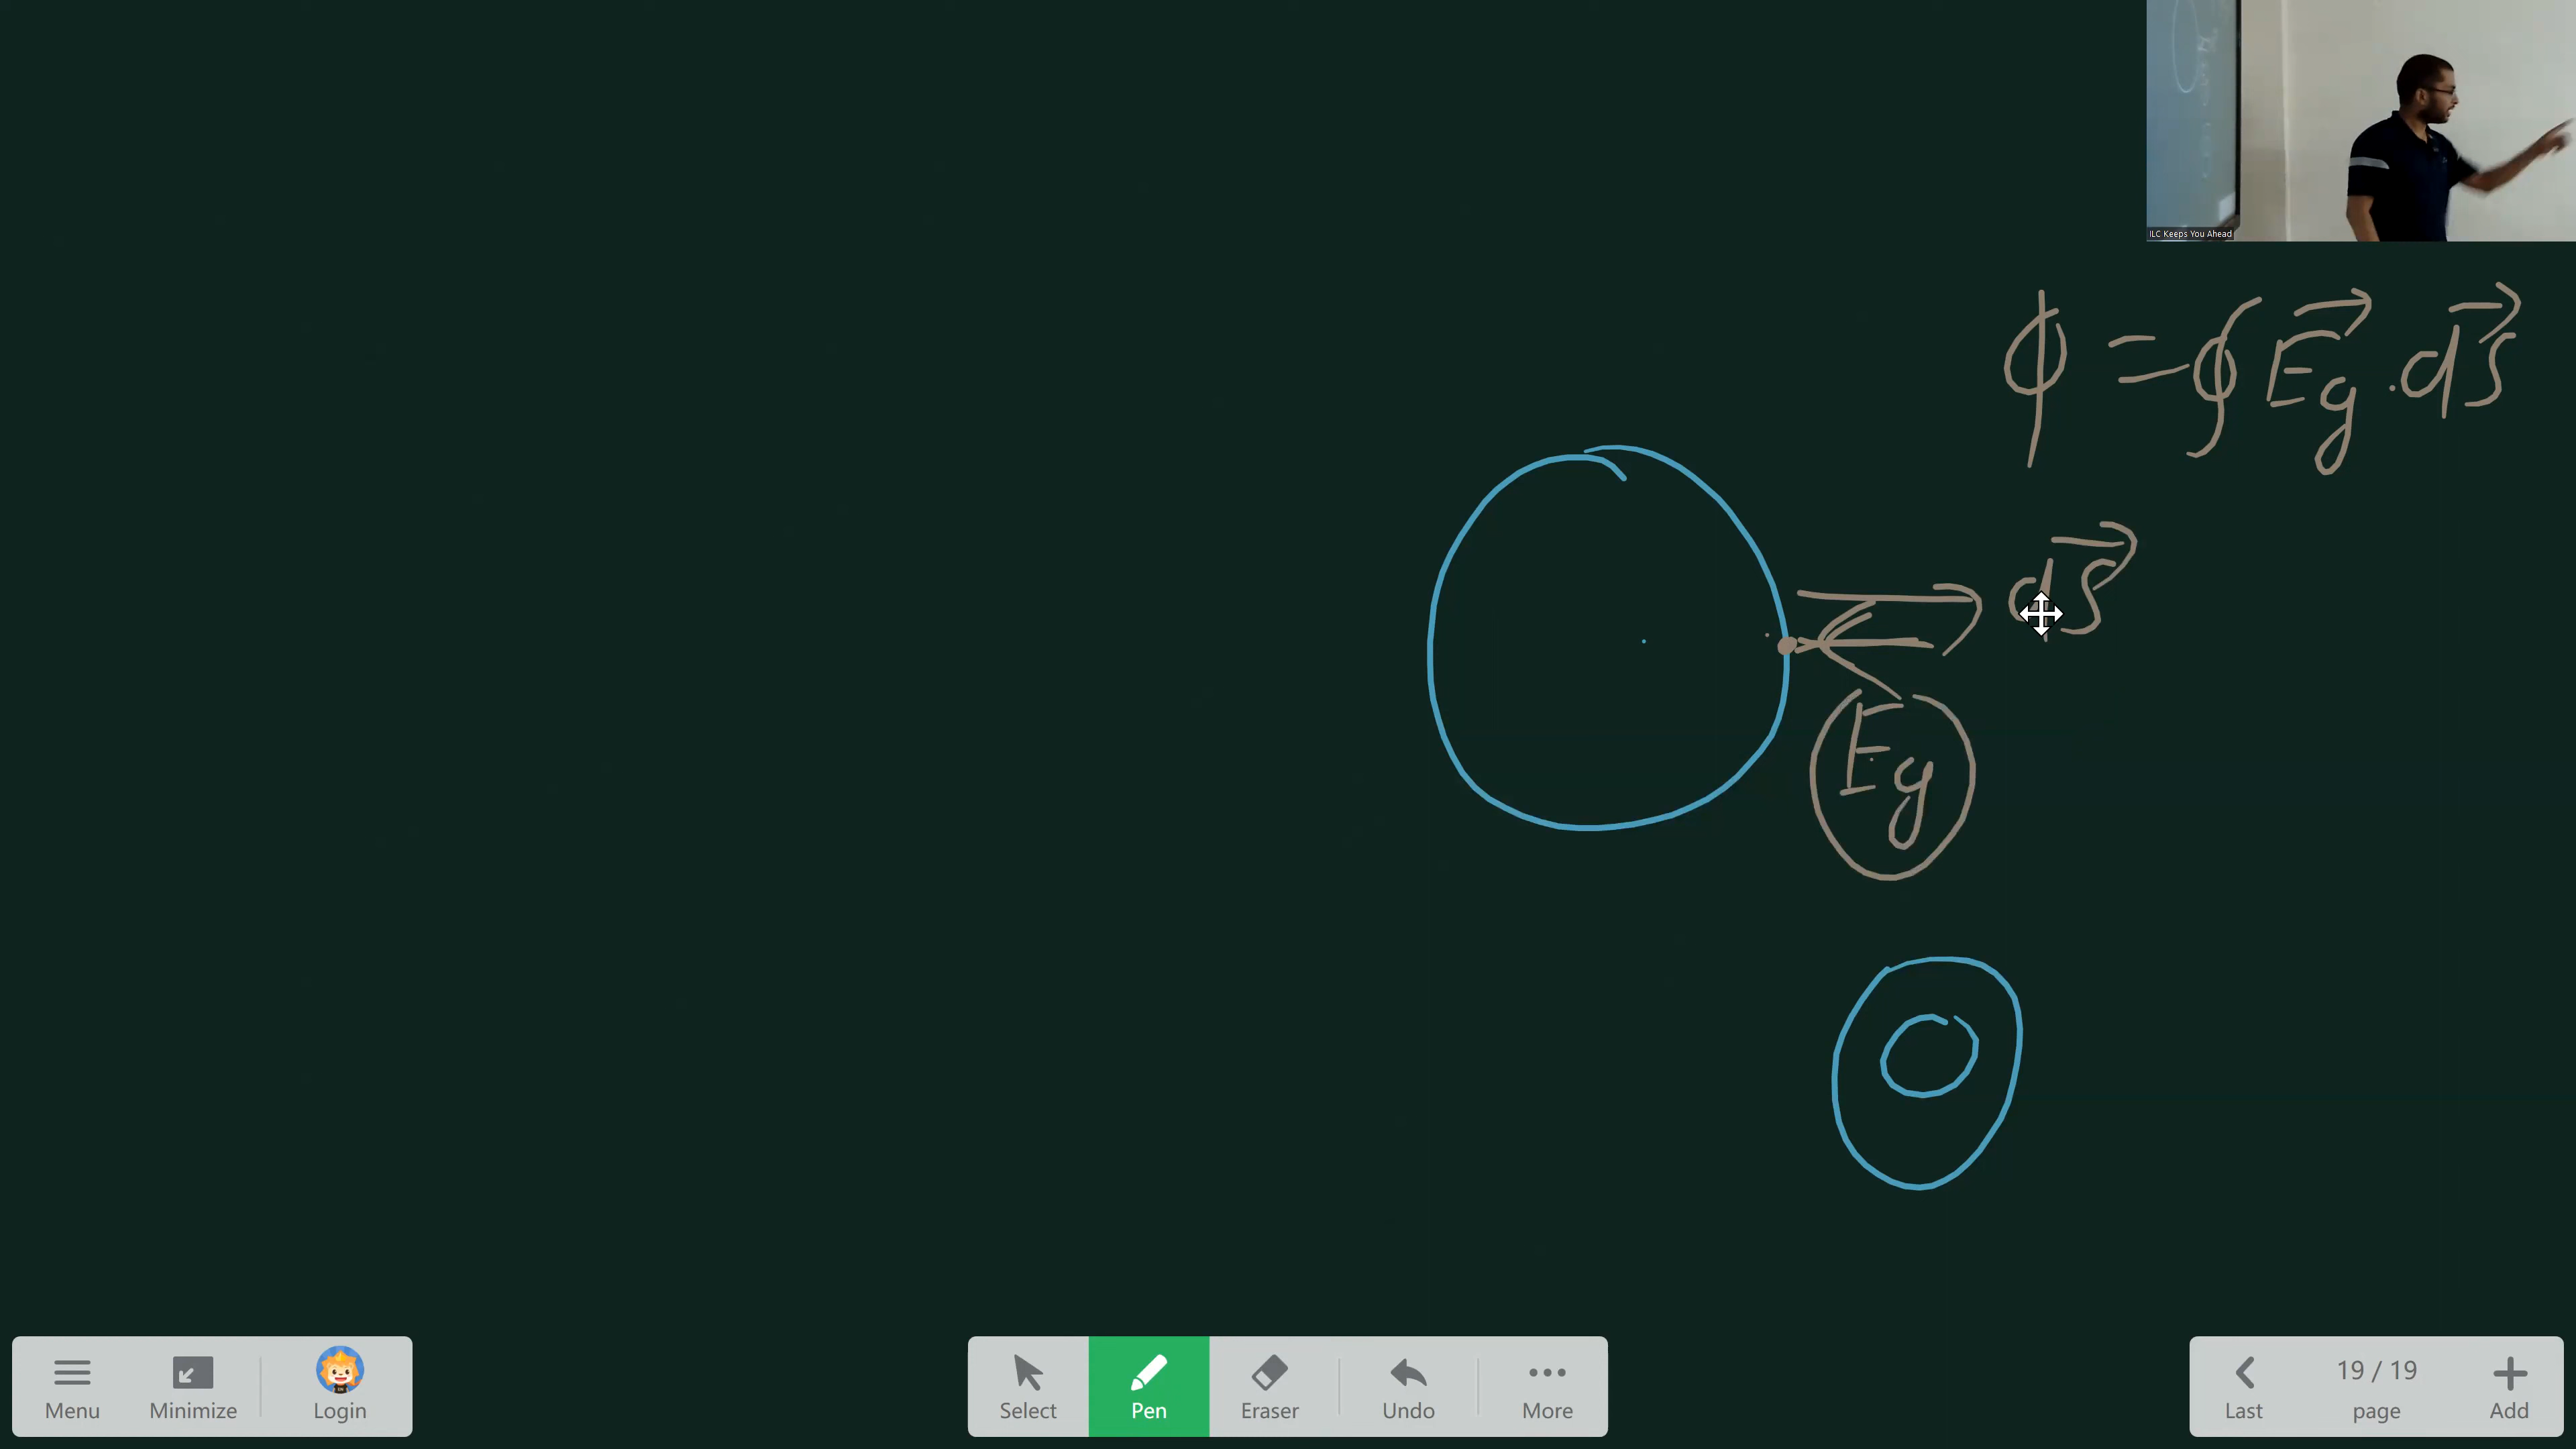 ILC Keeps You Ahead
ϕ = ∮ E⃗g . dS⃗
dS⃗
Eg
Menu Minimize Login Select Pen Eraser Undo More Last 19 / 19 page Add